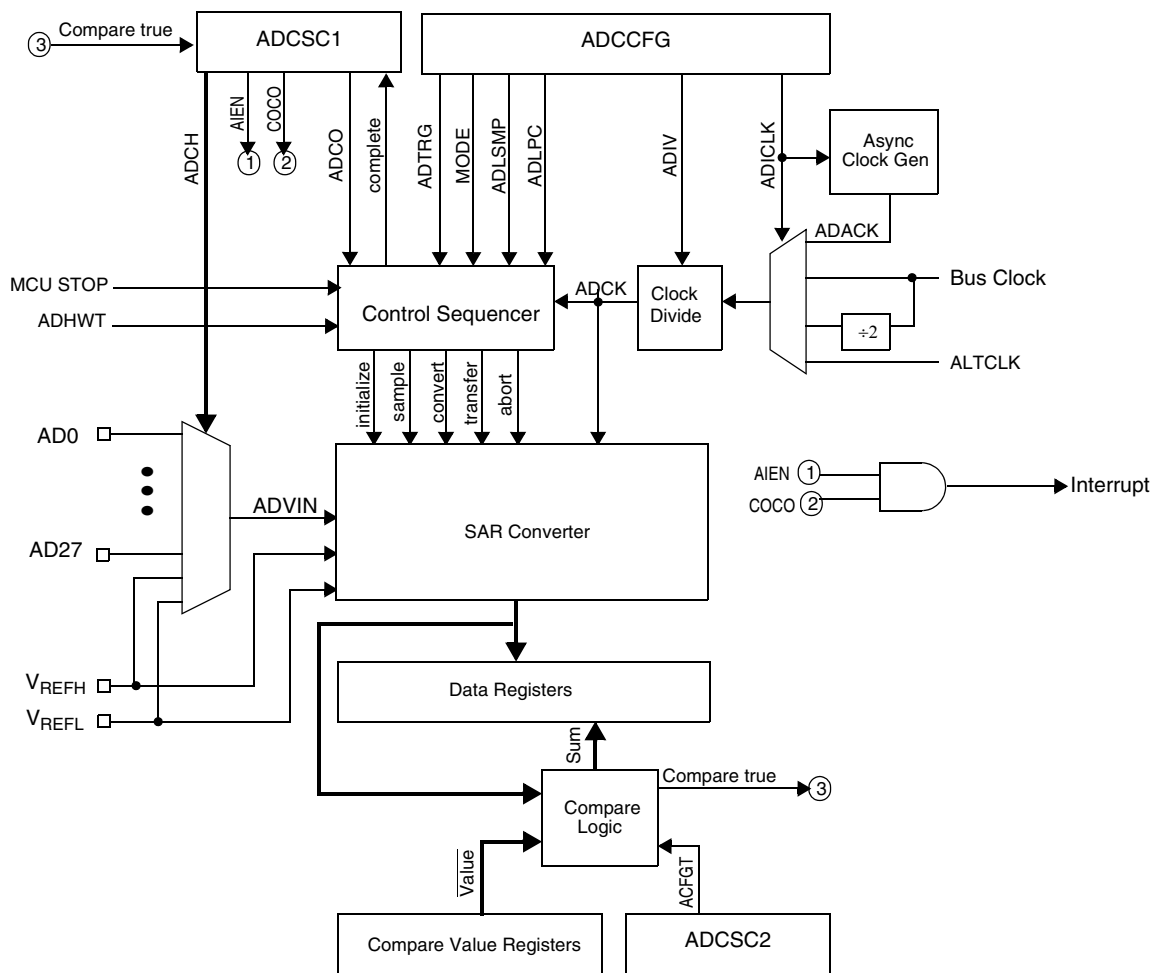 3
Compare true
ADCSC1
ADCCFG
ADCH
AIEN
COCO
ADCO
complete
ADTRG
MODE
ADLSMP
ADLPC
ADIV
ADICLK
1
2
Async
Clock Gen
ADACK
MCU STOP
ADHWT
Control Sequencer
ADCK
Clock
Divide
Bus Clock
÷2
ALTCLK
initialize
sample
convert
transfer
abort
AD0
AD27
ADVIN
SAR Converter
AIEN 1
COCO 2
Interrupt
VREFH
VREFL
Data Registers
Sum
Compare true
3
Compare
Logic
Value
ACFGT
Compare Value Registers
ADCSC2